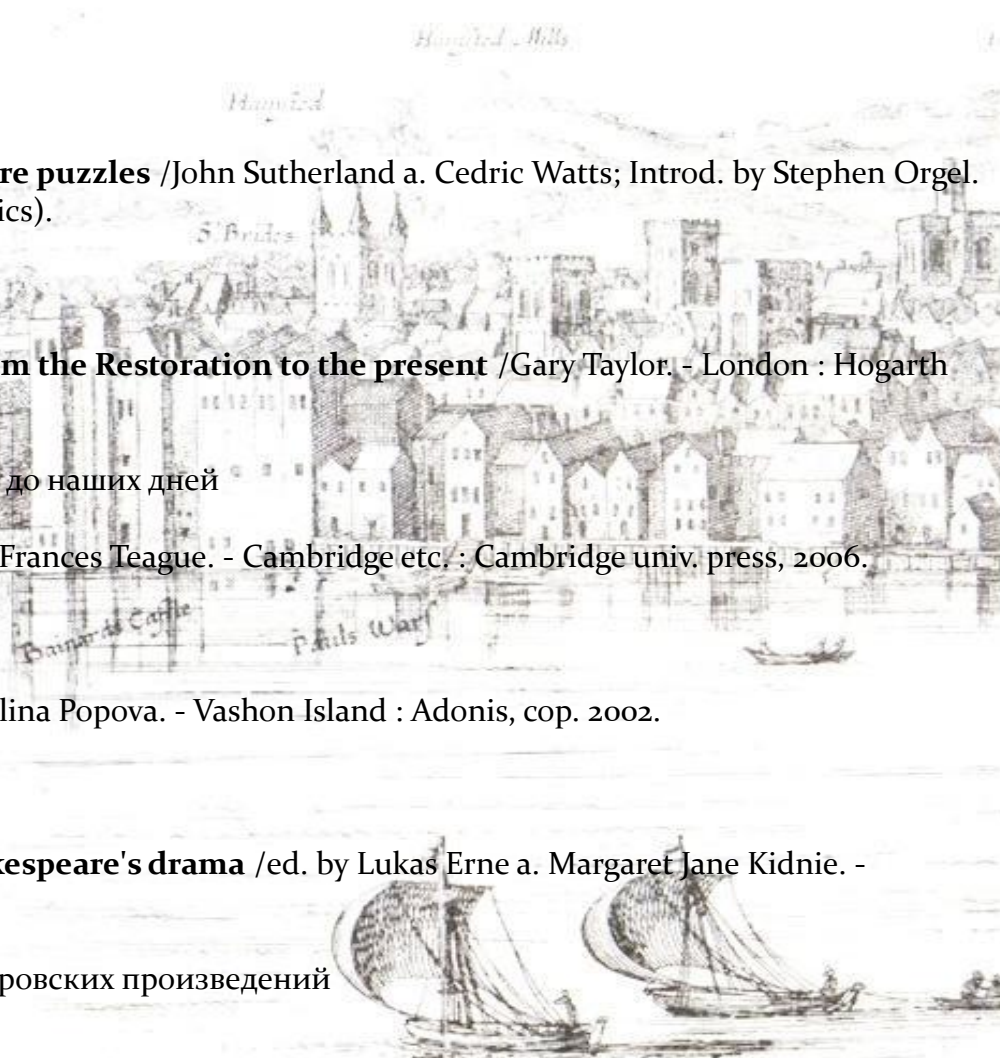 Hampsted Mills
Hampsted
re puzzles /John Sutherland a. Cedric Watts; Introd. by Stephen Orgel.
ics).
S. Brides
m the Restoration to the present /Gary Taylor. - London : Hogarth
до наших дней
Frances Teague. - Cambridge etc. : Cambridge univ. press, 2006.
Bainards Castle
Pauls Warf
lina Popova. - Vashon Island : Adonis, cop. 2002.
kespeare's drama /ed. by Lukas Erne a. Margaret Jane Kidnie. -
ровских произведений